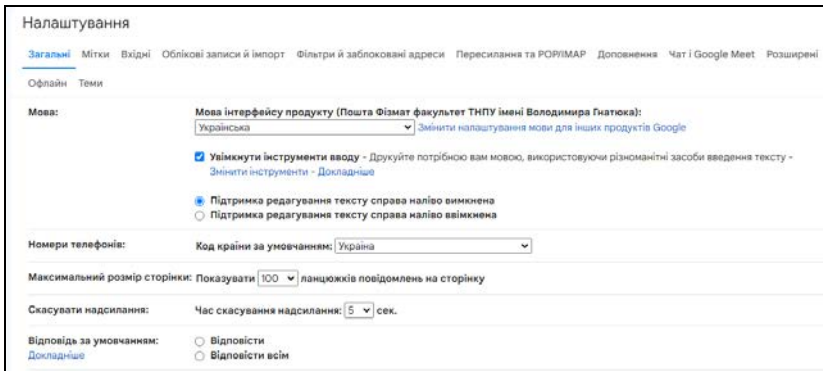 Налаштування
Загальні Мітки Вхідні Облікові записи й імпорт Фільтри й заблоковані адреси Пересилання та POP/IMAP Доповнення Чат і Google Meet Розширені
Офлайн Теми
Мова: Мова інтерфейсу продукту (Пошта Фізмат факультет ТНПУ імені Володимира Гнатюка):
Українська Змінити налаштування мови для інших продуктів Google
Увімкнути інструменти вводу - Друкуйте потрібною вам мовою, використовуючи різноманітні засоби введення тексту -
Змінити інструменти - Докладніше
Підтримка редагування тексту справа наліво вимкнена
Підтримка редагування тексту справа наліво ввімкнена
Номери телефонів: Код країни за умовчанням: Україна
Максимальний розмір сторінки: Показувати 100 ланцюжків повідомлень на сторінку
Скасувати надсилання: Час скасування надсилання: 5 сек.
Відповідь за умовчанням: Відповісти
Докладніше Відповісти всім